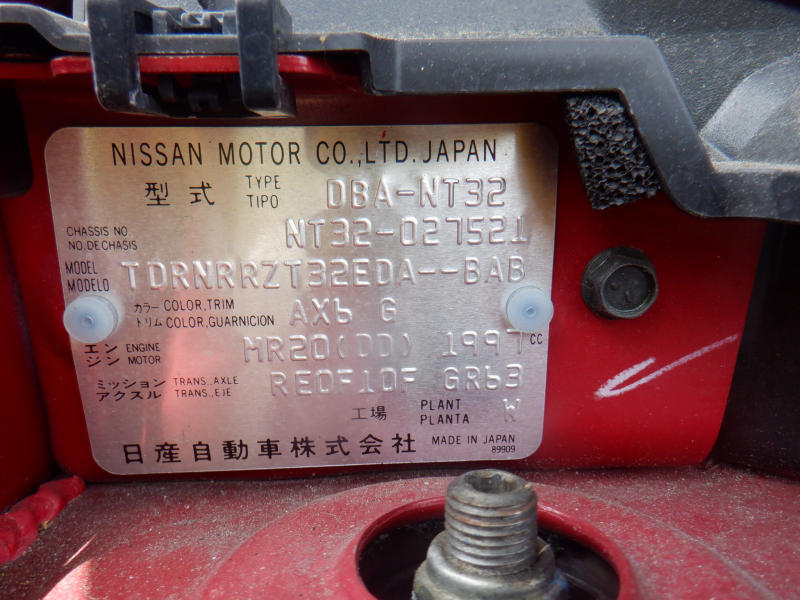 NISSAN MOTOR CO.,LTD. JAPAN
型式 TYPE TIPO DBA-NT32
CHASSIS NO. NO.DE CHASIS NT32-027521
MODEL MODELO TDRNRRZT32EDA--BAB
カラー COLOR,TRIM トリム COLOR,GUARNICION AX6 G
エンジン ENGINE MOTOR MR20(DD) 1997 CC
ミッション TRANS.,AXLE アクスル TRANS.,EJE RE0F10F GR63
工場 PLANT PLANTA W
日産自動車株式会社 MADE IN JAPAN
89909